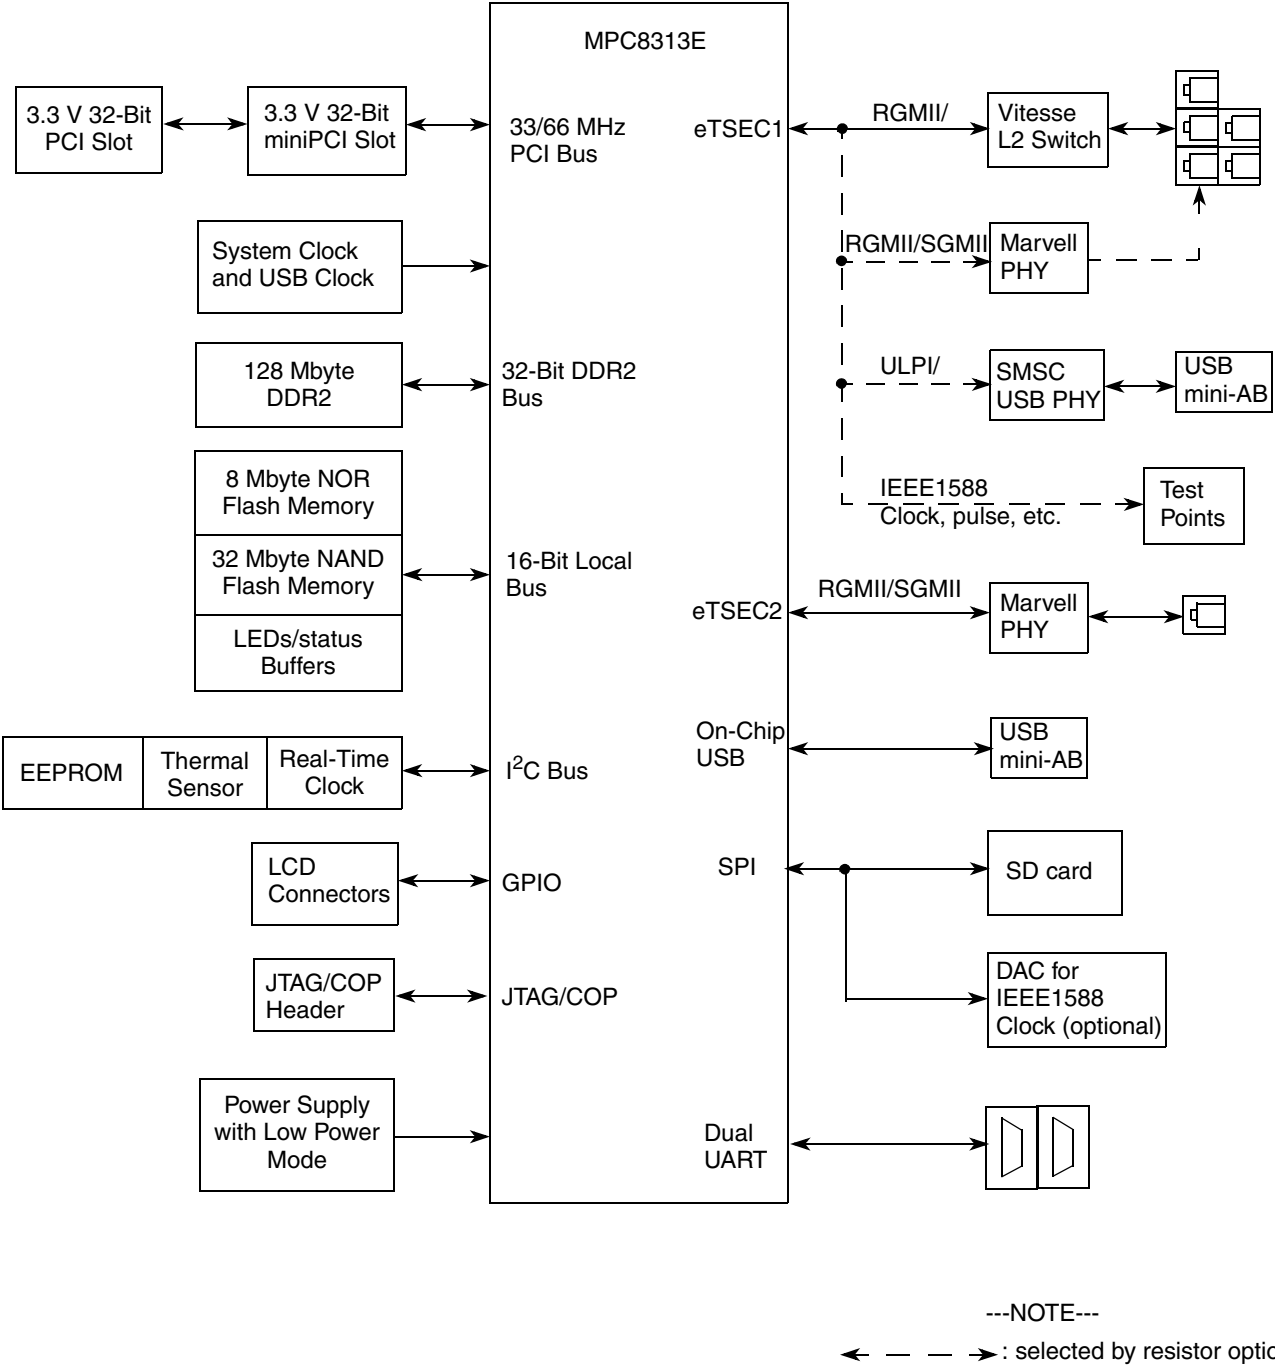 MPC8313E
3.3 V 32-Bit
PCI Slot
3.3 V 32-Bit
miniPCI Slot
33/66 MHz
PCI Bus
eTSEC1
RGMII/
Vitesse
L2 Switch
System Clock
and USB Clock
RGMII/SGMII
Marvell
PHY
128 Mbyte
DDR2
32-Bit DDR2
Bus
ULPI/
SMSC
USB PHY
USB
mini-AB
8 Mbyte NOR
Flash Memory
32 Mbyte NAND
Flash Memory
LEDs/status
Buffers
16-Bit Local
Bus
IEEE1588
Clock, pulse, etc.
Test
Points
eTSEC2
RGMII/SGMII
Marvell
PHY
EEPROM
Thermal
Sensor
Real-Time
Clock
I²C Bus
On-Chip
USB
USB
mini-AB
LCD
Connectors
GPIO
SPI
SD card
JTAG/COP
Header
JTAG/COP
DAC for
IEEE1588
Clock (optional)
Power Supply
with Low Power
Mode
Dual
UART
---NOTE---
: selected by resistor